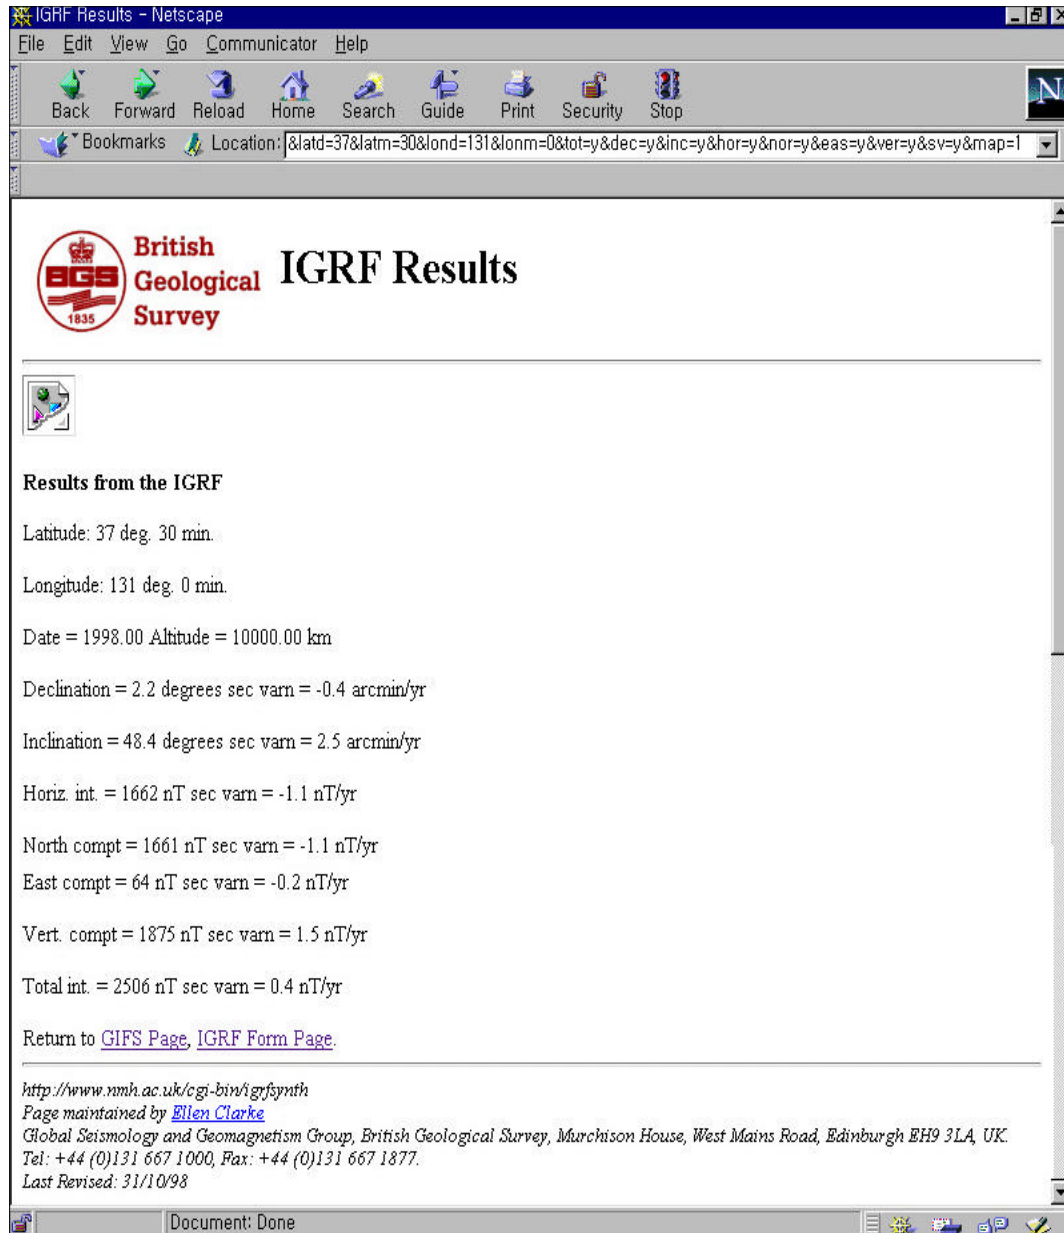 IGRF Results - Netscape
File Edit View Go Communicator Help
Back Forward Reload Home Search Guide Print Security Stop
N
Bookmarks Location: &latd=37&latm=30&lond=131&lonm=0&tot=y&dec=y&inc=y&hor=y&nor=y&eas=y&ver=y&sv=y&map=1
BGS
1835
British
Geological
Survey
IGRF Results
Results from the IGRF
Latitude: 37 deg. 30 min.
Longitude: 131 deg. 0 min.
Date = 1998.00 Altitude = 10000.00 km
Declination = 2.2 degrees sec varn = -0.4 arcmin/yr
Inclination = 48.4 degrees sec varn = 2.5 arcmin/yr
Horiz. int. = 1662 nT sec varn = -1.1 nT/yr
North compt = 1661 nT sec varn = -1.1 nT/yr
East compt = 64 nT sec varn = -0.2 nT/yr
Vert. compt = 1875 nT sec varn = 1.5 nT/yr
Total int. = 2506 nT sec varn = 0.4 nT/yr
Return to GIFS Page, IGRF Form Page.
http://www.nmh.ac.uk/cgi-bin/igrfsynth
Page maintained by Ellen Clarke
Global Seismology and Geomagnetism Group, British Geological Survey, Murchison House, West Mains Road, Edinburgh EH9 3LA, UK.
Tel: +44 (0)131 667 1000, Fax: +44 (0)131 667 1877.
Last Revised: 31/10/98
Document: Done